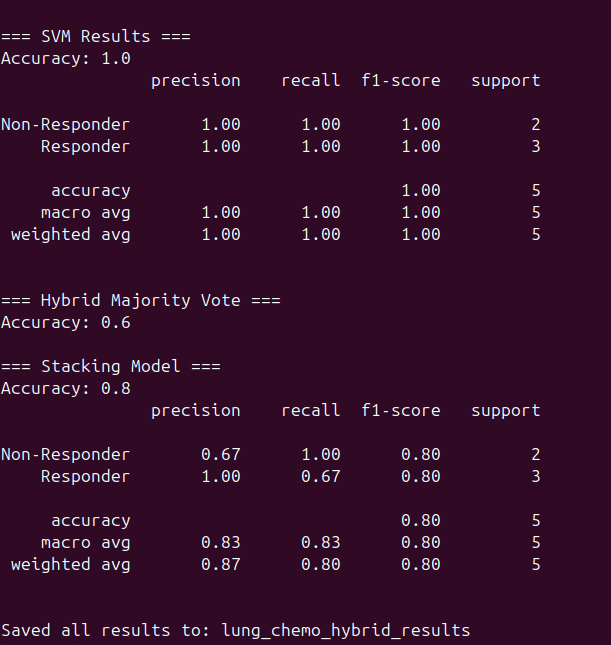 === SVM Results ===
Accuracy: 1.0
              precision    recall  f1-score   support

Non-Responder       1.00      1.00      1.00         2
    Responder       1.00      1.00      1.00         3

     accuracy                           1.00         5
    macro avg       1.00      1.00      1.00         5
 weighted avg       1.00      1.00      1.00         5

=== Hybrid Majority Vote ===
Accuracy: 0.6

=== Stacking Model ===
Accuracy: 0.8
              precision    recall  f1-score   support

Non-Responder       0.67      1.00      0.80         2
    Responder       1.00      0.67      0.80         3

     accuracy                           0.80         5
    macro avg       0.83      0.83      0.80         5
 weighted avg       0.87      0.80      0.80         5

Saved all results to: lung_chemo_hybrid_results